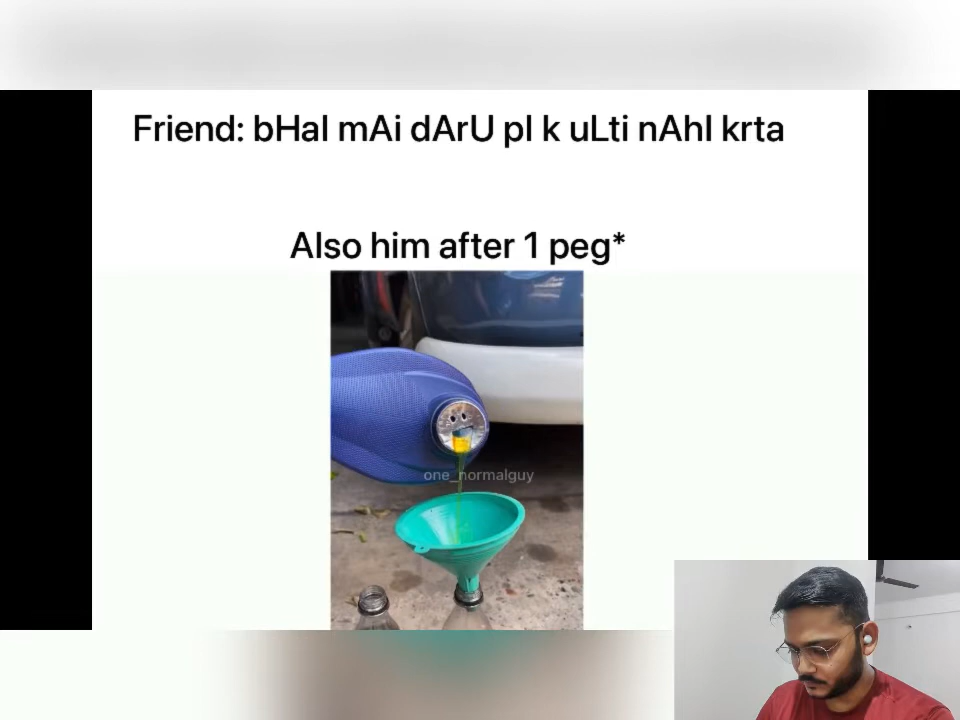 Friend: bHaI mAi dArU pI k uLti nAhI krta
Also him after 1 peg*
one_normalguy